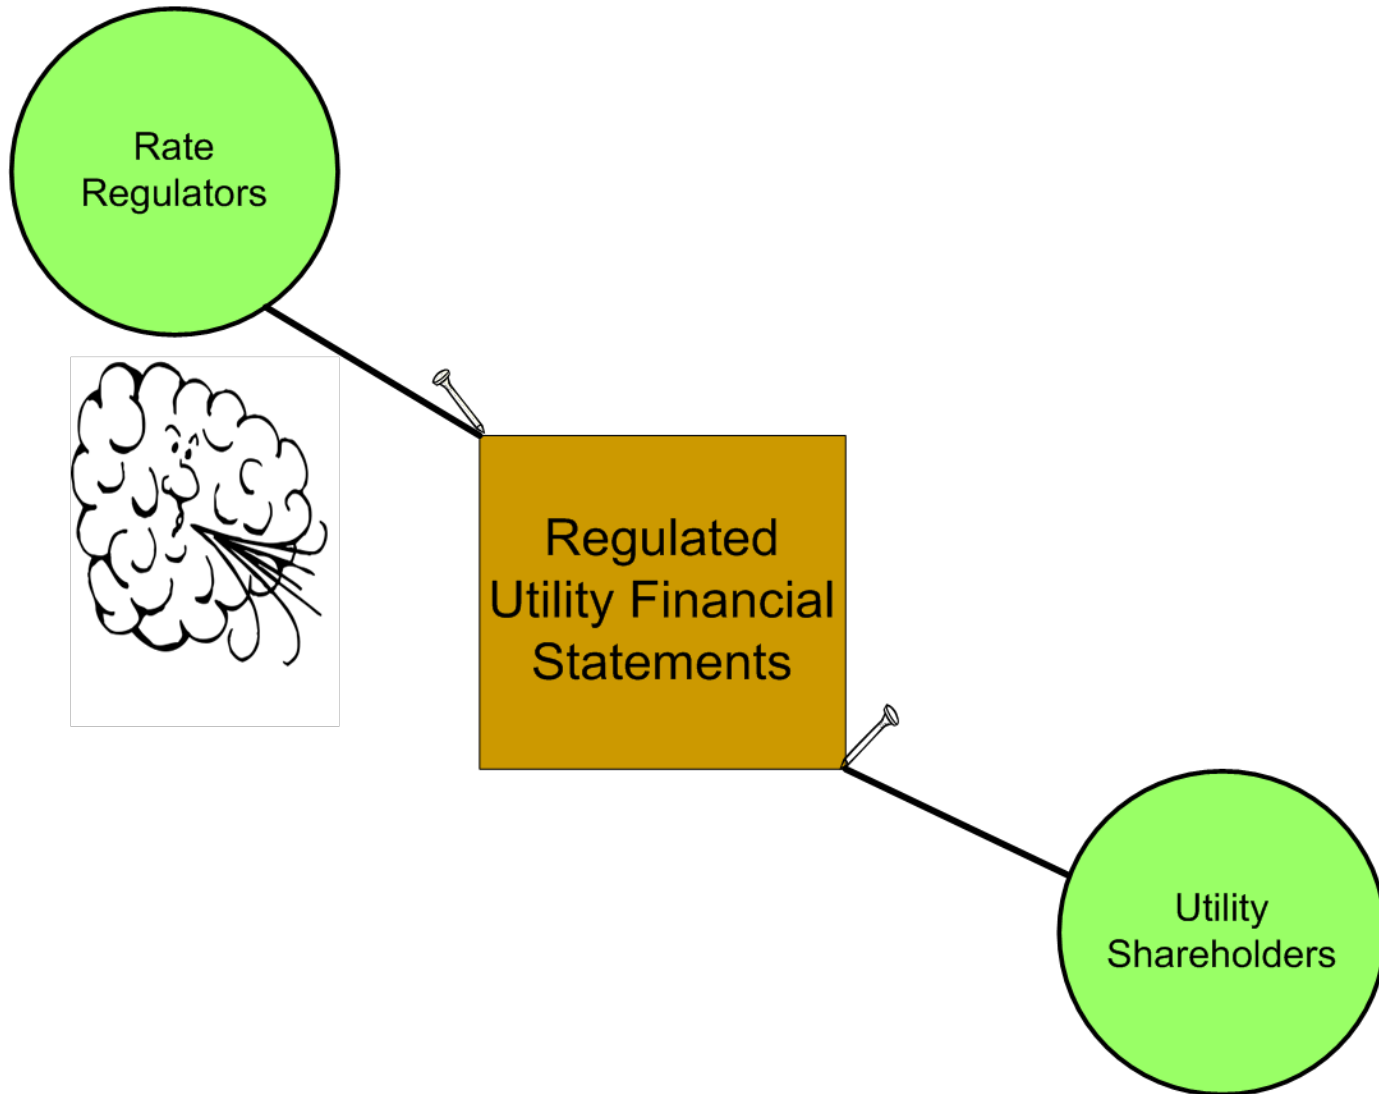 Rate
Regulators
Regulated
Utility Financial
Statements
Utility
Shareholders